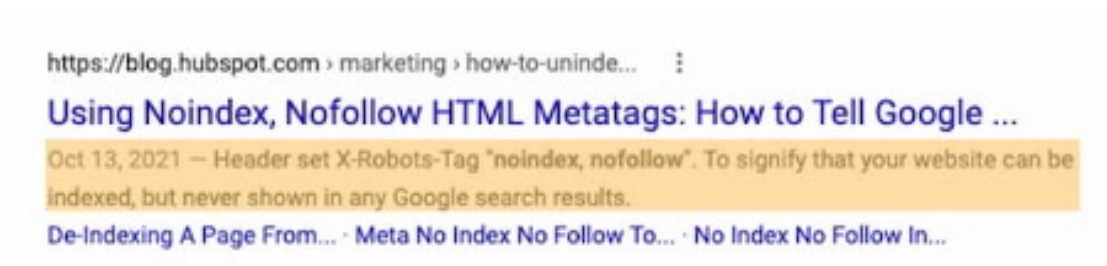 https://blog.hubspot.com › marketing › how-to-uninde... ⋮
Using Noindex, Nofollow HTML Metatags: How to Tell Google ...
Oct 13, 2021 — Header set X-Robots-Tag "noindex, nofollow". To signify that your website can be
indexed, but never shown in any Google search results.
De-Indexing A Page From... · Meta No Index No Follow To... · No Index No Follow In...